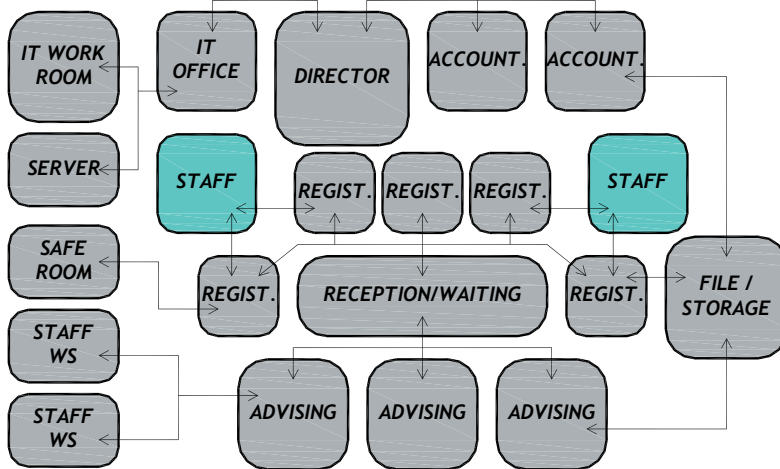 IT WORK
ROOM
IT
OFFICE
DIRECTOR
ACCOUNT.
ACCOUNT.
SERVER
STAFF
REGIST.
REGIST.
REGIST.
STAFF
SAFE
ROOM
REGIST.
RECEPTION/WAITING
REGIST.
FILE /
STORAGE
STAFF
WS
STAFF
WS
ADVISING
ADVISING
ADVISING